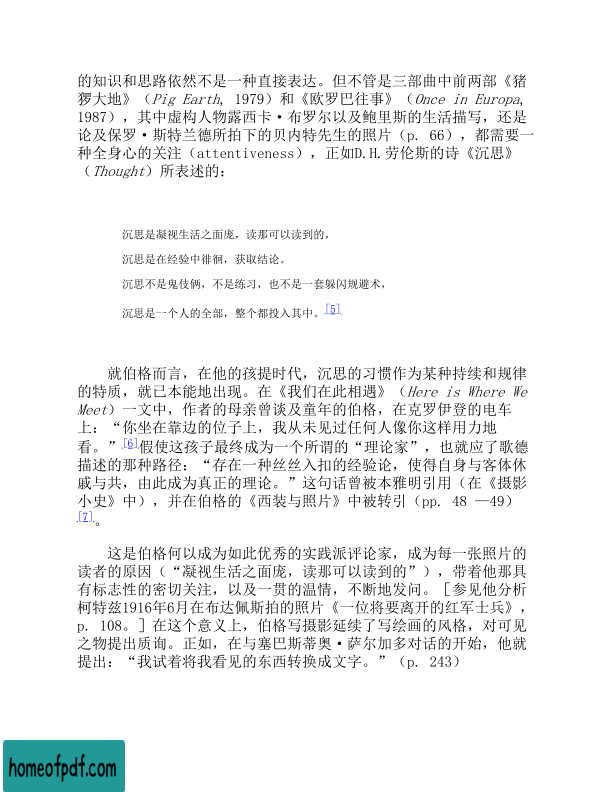 的知识和思路依然不是一种直接表达。但不管是三部曲中前两部《猪
猡大地》（Pig Earth, 1979）和《欧罗巴往事》（Once in Europa,
1987），其中虚构人物露西卡·布罗尔以及鲍里斯的生活描写，还是
论及保罗·斯特兰德所拍下的贝内特先生的照片（p. 66），都需要一
种全身心的关注（attentiveness），正如D.H.劳伦斯的诗《沉思》
（Thought）所表述的：
沉思是凝视生活之面庞，读那可以读到的，
沉思是在经验中徘徊，获取结论。
沉思不是鬼伎俩，不是练习，也不是一套躲闪规避术，
沉思是一个人的全部，整个都投入其中。[5]
就伯格而言，在他的孩提时代，沉思的习惯作为某种持续和规律
的特质，就已本能地出现。在《我们在此相遇》（Here is Where We
Meet）一文中，作者的母亲曾谈及童年的伯格，在克罗伊登的电车
上：“你坐在靠边的位子上，我从未见过任何人像你这样用力地
看。”[6]假使这孩子最终成为一个所谓的“理论家”，也就应了歌德
描述的那种路径：“存在一种丝丝入扣的经验论，使得自身与客体休
戚与共，由此成为真正的理论。”这句话曾被本雅明引用（在《摄影
小史》中），并在伯格的《西装与照片》中被转引（pp. 48 —49）
[7]。
这是伯格何以成为如此优秀的实践派评论家，成为每一张照片的
读者的原因（“凝视生活之面庞，读那可以读到的”），带着他那具
有标志性的密切关注，以及一贯的温情，不断地发问。［参见他分析
柯特兹1916年6月在布达佩斯拍的照片《一位将要离开的红军士兵》，
p. 108。］在这个意义上，伯格写摄影延续了写绘画的风格，对可见
之物提出质询。正如，在与塞巴斯蒂奥·萨尔加多对话的开始，他就
提出：“我试着将我看见的东西转换成文字。”（p. 243）
homeofpdf.com